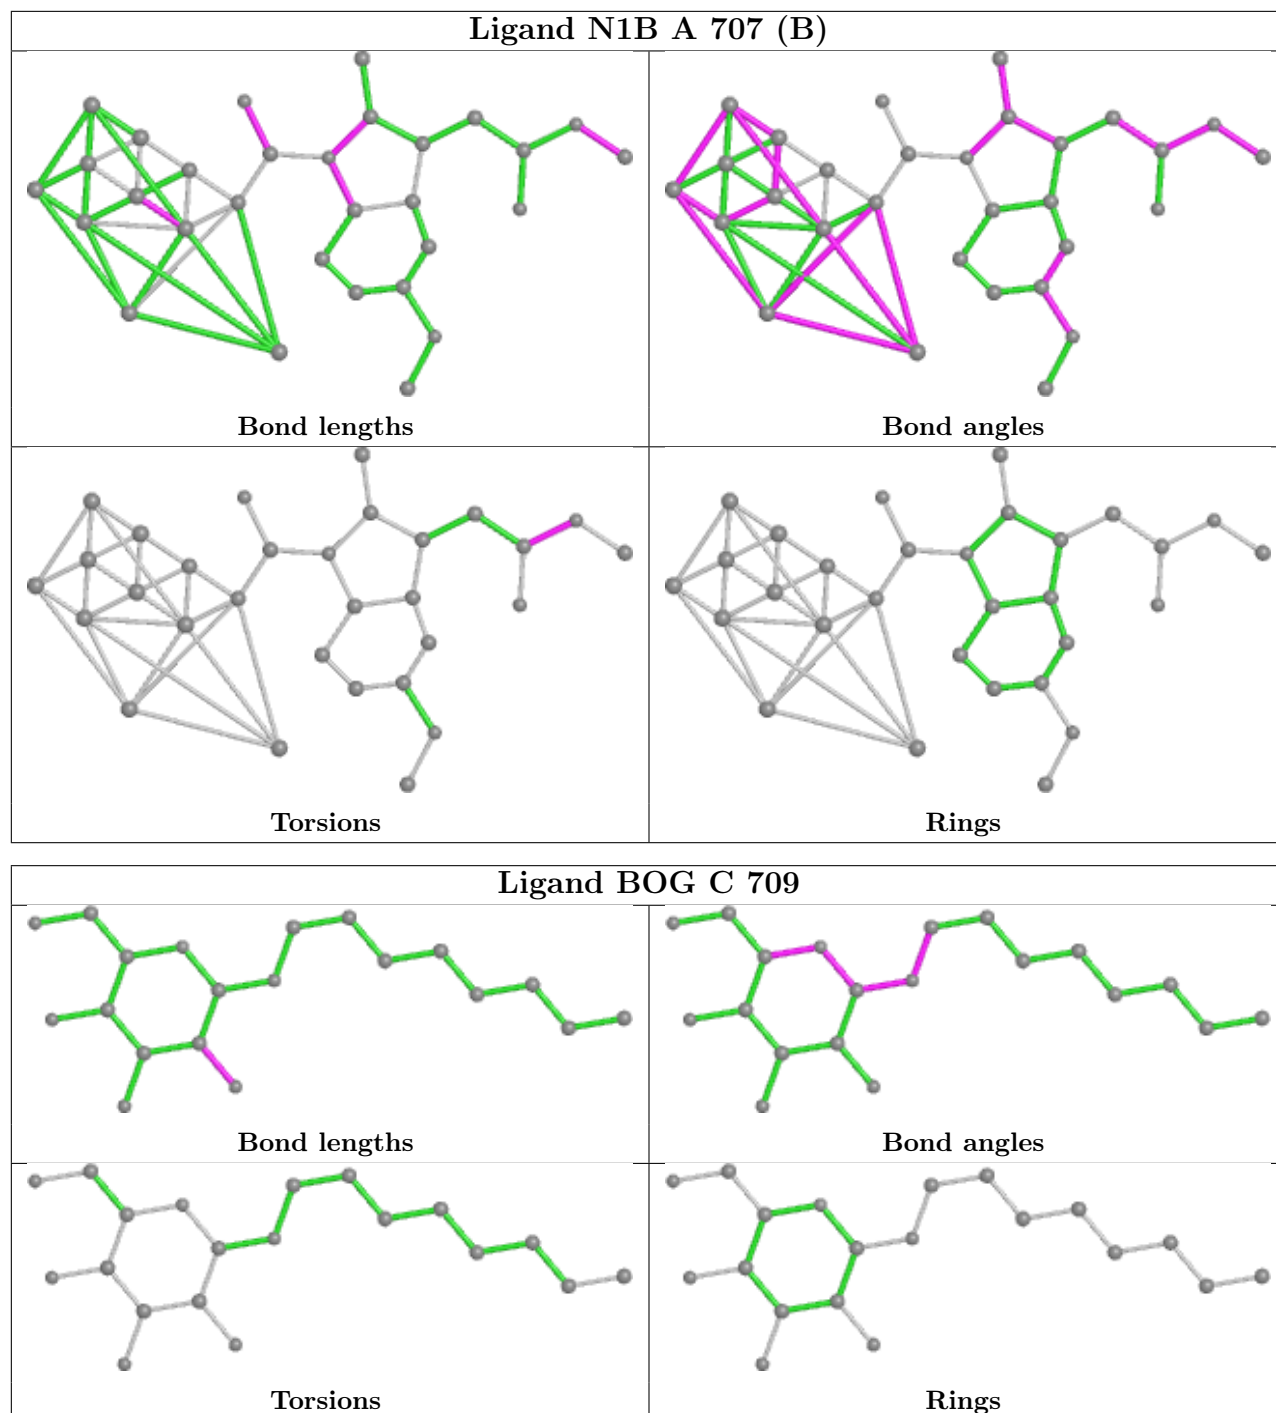 Ligand N1B A 707 (B)
Bond lengths
Bond angles
Torsions
Rings
Ligand BOG C 709
Bond lengths
Bond angles
Torsions
Rings